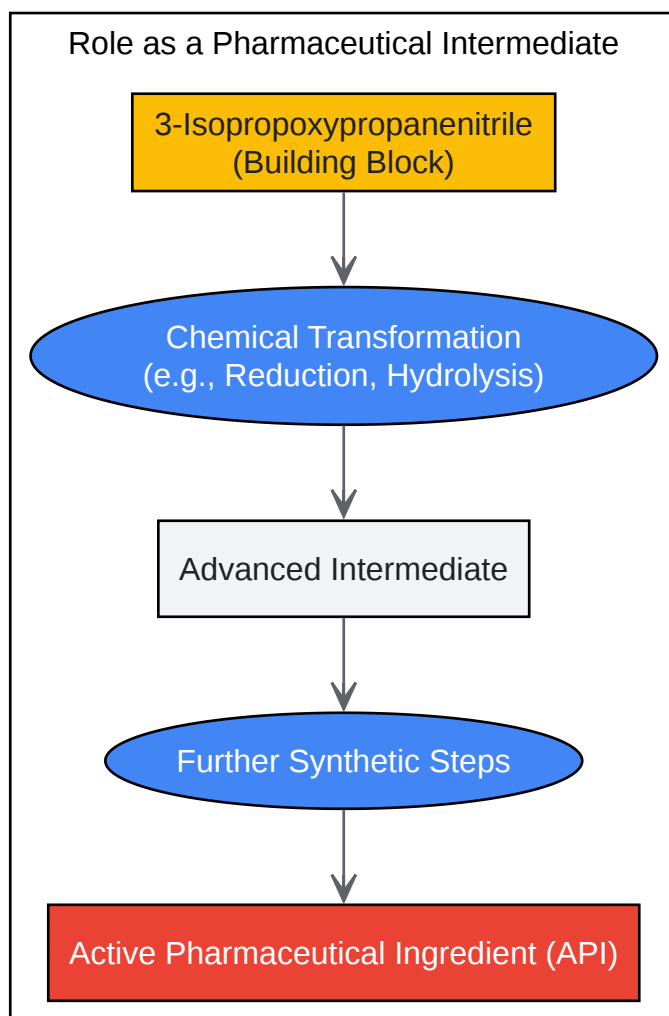 Role as a Pharmaceutical Intermediate
3-Isopropoxypropanenitrile
(Building Block)
Chemical Transformation
(e.g., Reduction, Hydrolysis)
Advanced Intermediate
Further Synthetic Steps
Active Pharmaceutical Ingredient (API)